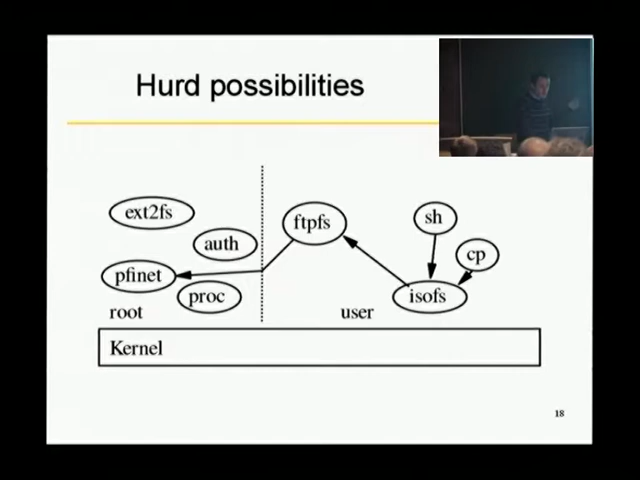 Hurd possibilities
ext2fs
ftpfs
sh
auth
cp
pfinet
proc
isofs
root
user
Kernel
18